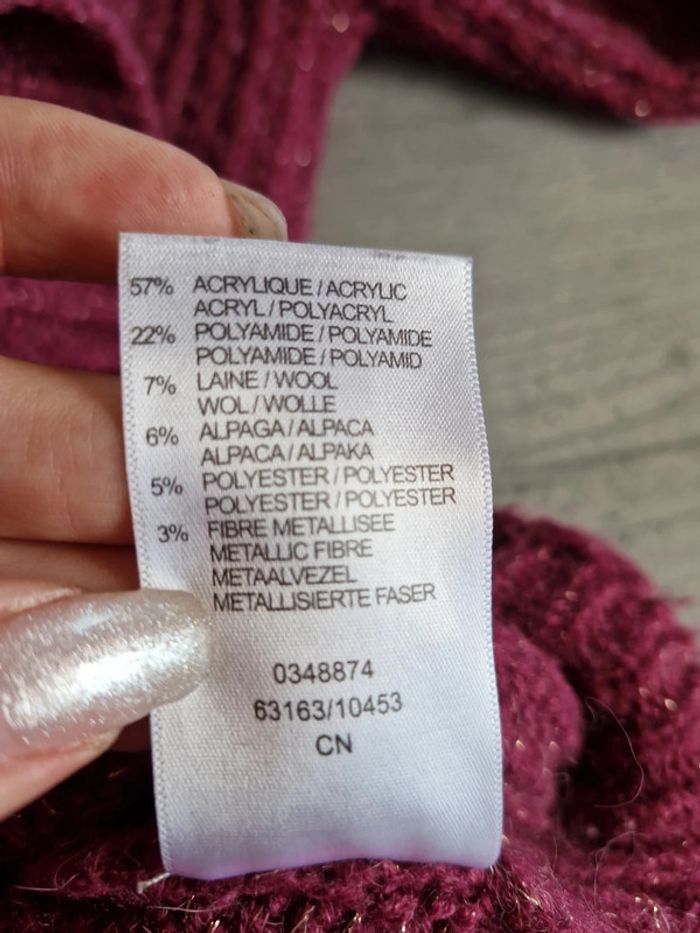 57% ACRYLIQUE / ACRYLIC
ACRYL / POLYACRYL
22% POLYAMIDE / POLYAMIDE
POLYAMIDE / POLYAMID
7% LAINE / WOOL
WOL / WOLLE
6% ALPAGA / ALPACA
ALPACA / ALPAKA
5% POLYESTER / POLYESTER
POLYESTER / POLYESTER
3% FIBRE METALLISEE
METALLIC FIBRE
METAALVEZEL
METALLISIERTE FASER
0348874
63163/10453
CN